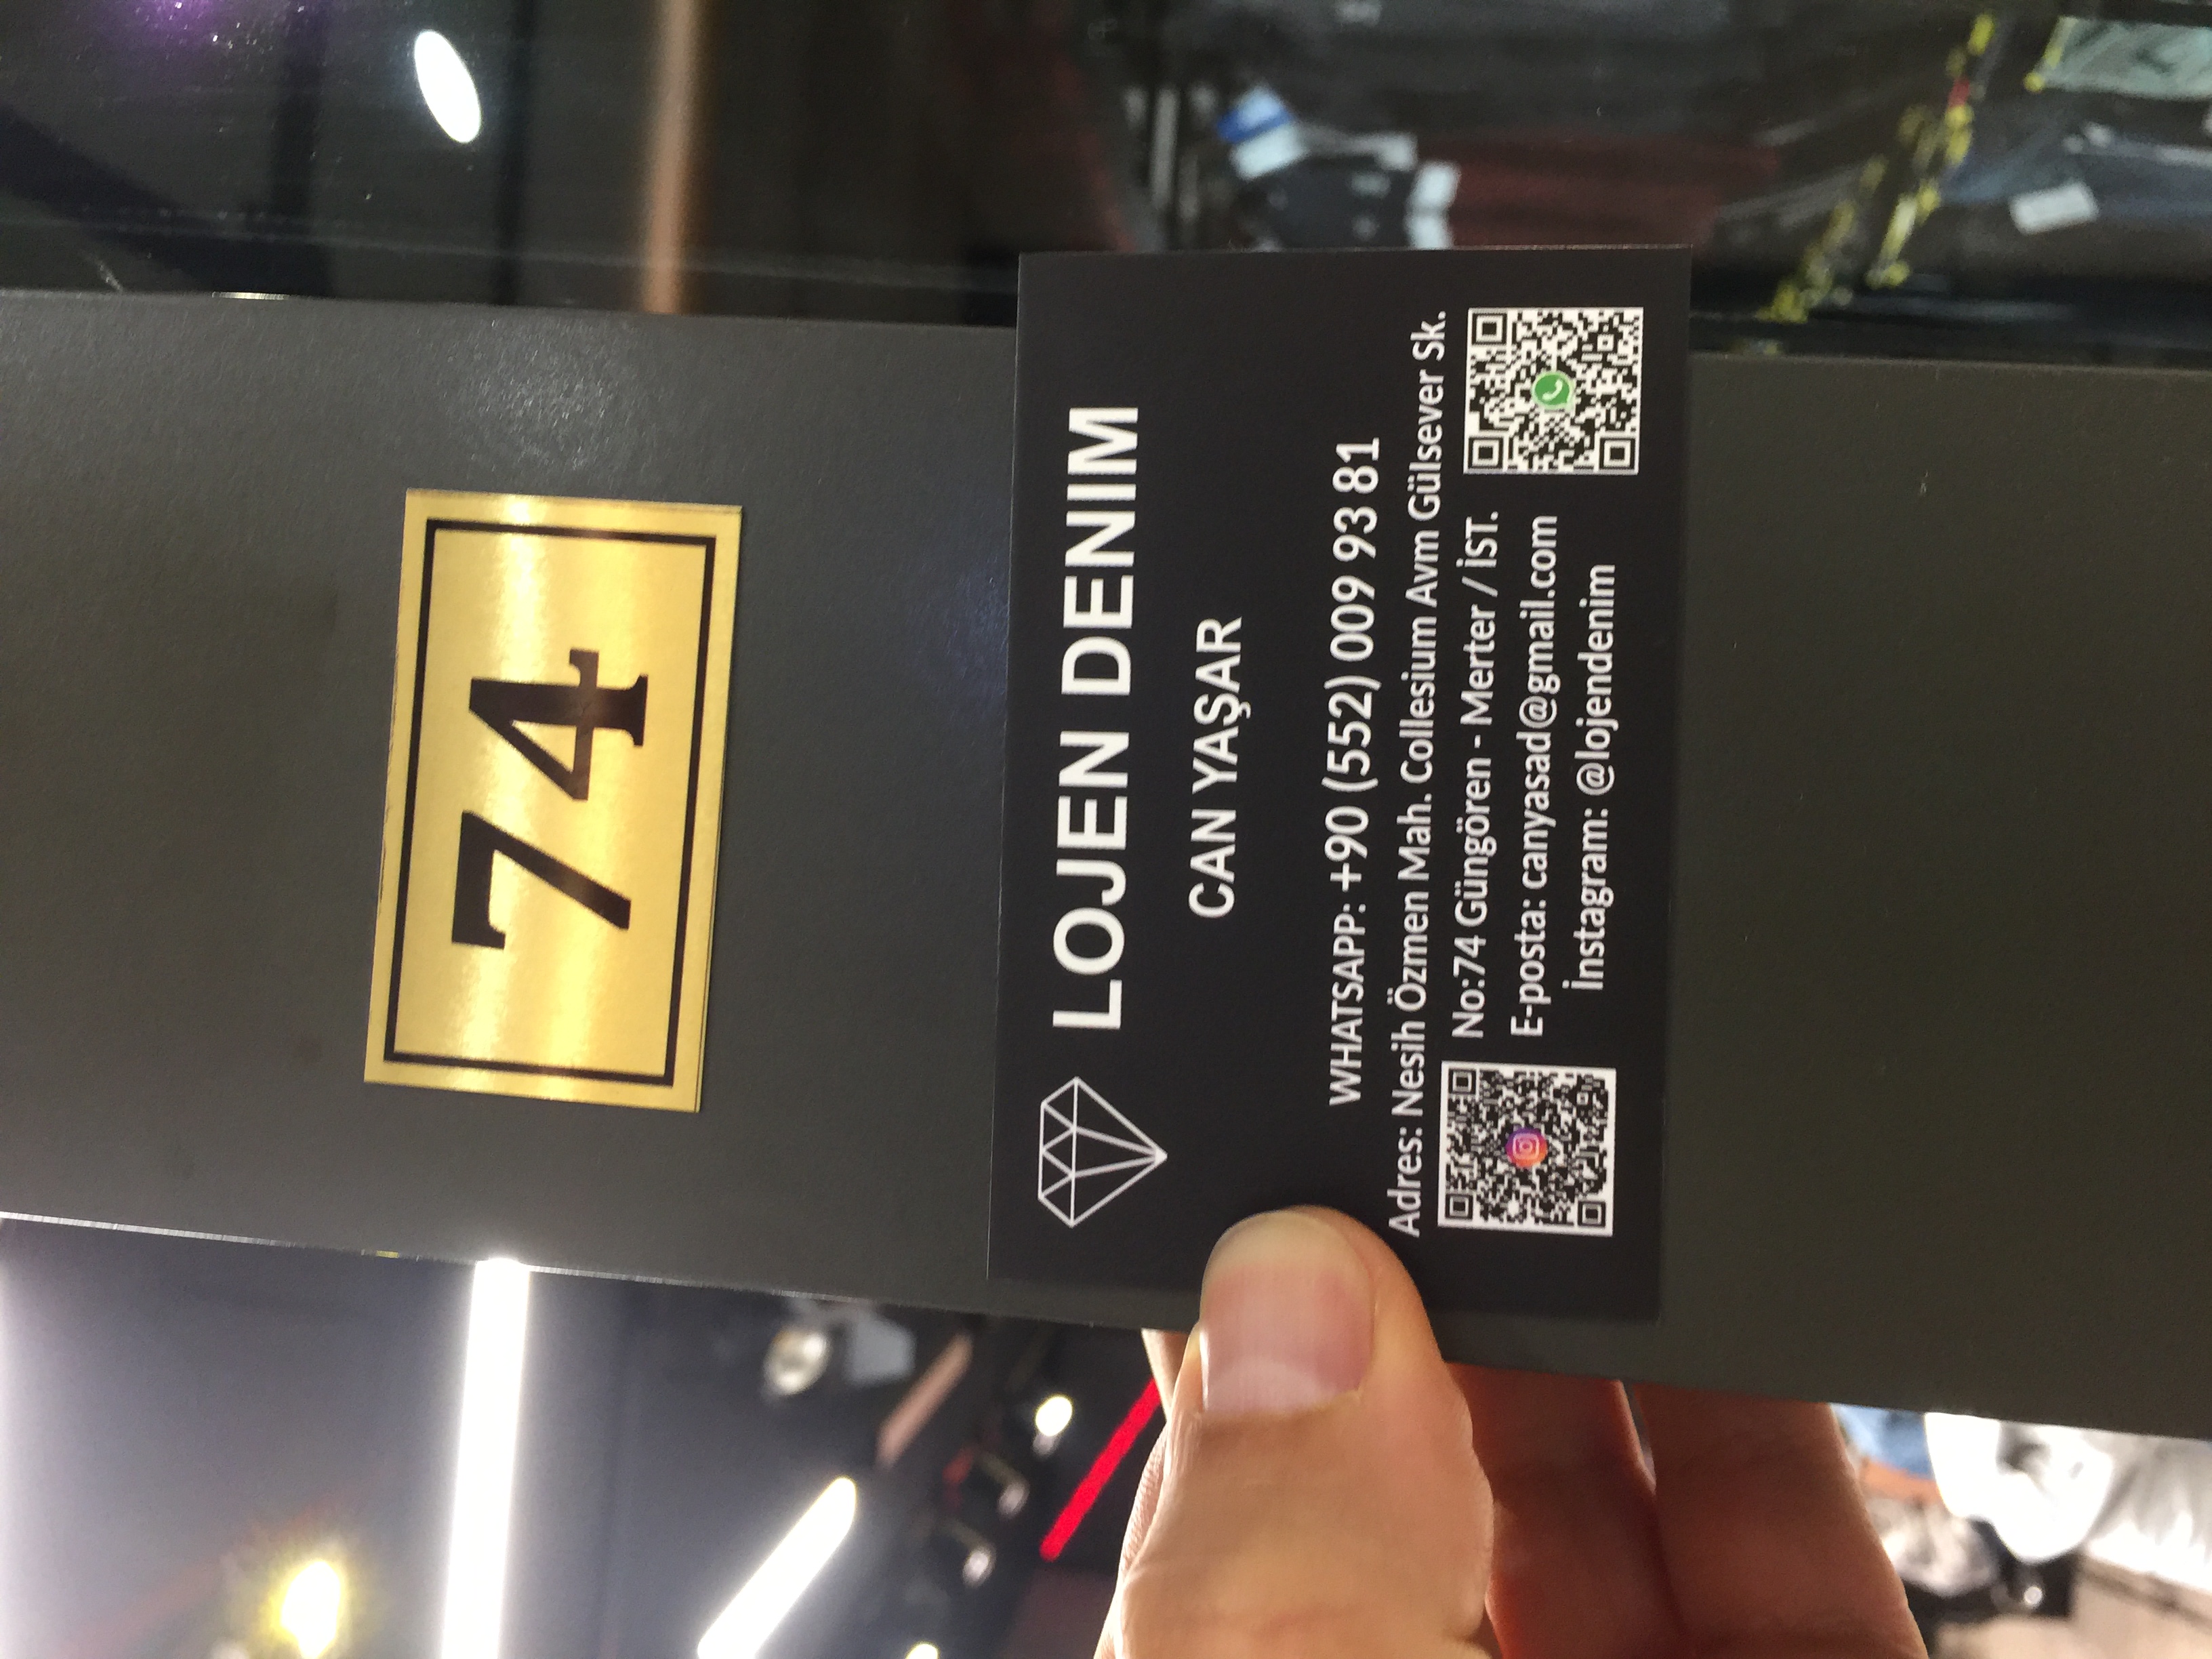 74
LOJEN DENIM
CAN YAŞAR
WHATSAPP: +90 (552) 009 93 81
Adres: Nesih Özmen Mah. Collesium Avm Gülsever Sk.
No:74 Güngören - Merter / İST.
E-posta: canyasad@gmail.com
İnstagram: @lojendenim